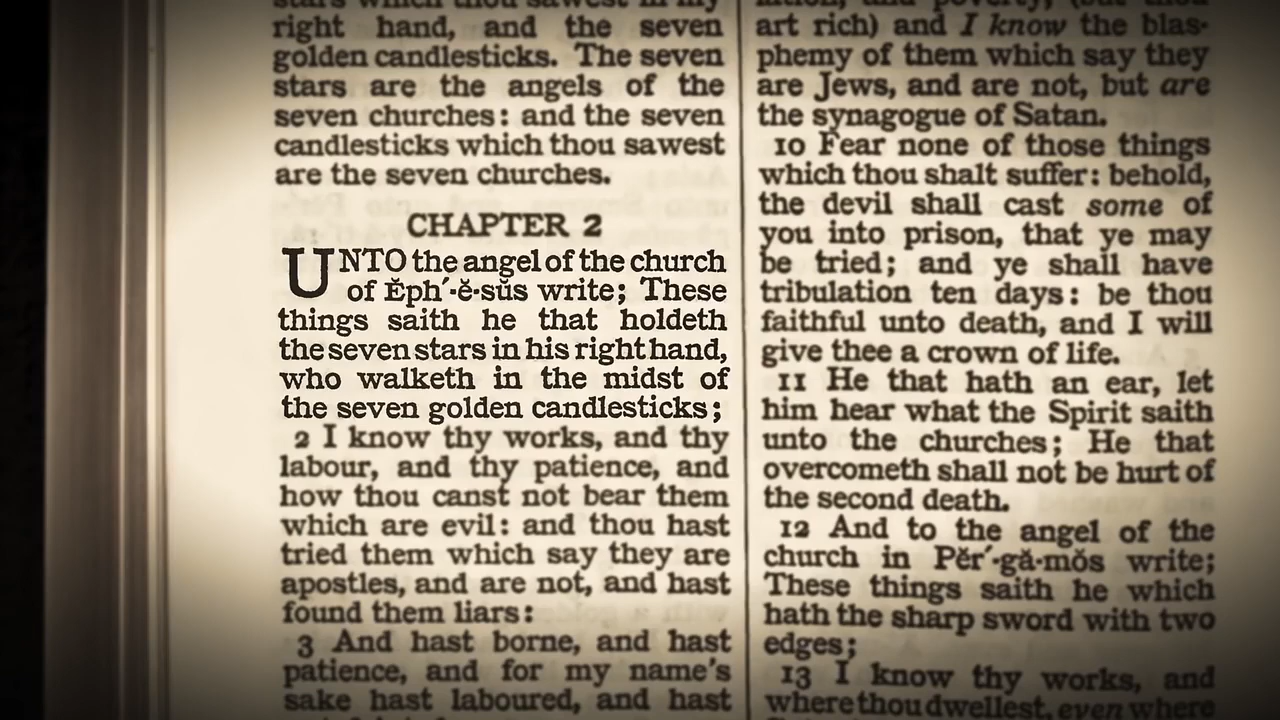 stars which thou sawest in my
right hand, and the seven
golden candlesticks. The seven
stars are the angels of the
seven churches: and the seven
candlesticks which thou sawest
are the seven churches.
CHAPTER 2
UNTO the angel of the church
of Ĕph´-ĕ-sŭs write; These
things saith he that holdeth
the seven stars in his right hand,
who walketh in the midst of
the seven golden candlesticks;
2 I know thy works, and thy
labour, and thy patience, and
how thou canst not bear them
which are evil: and thou hast
tried them which say they are
apostles, and are not, and hast
found them liars:
3 And hast borne, and hast
patience, and for my name's
sake hast laboured, and hast
and poverty, (but thou
art rich) and I know the blas-
phemy of them which say they
are Jews, and are not, but are
the synagogue of Satan.
10 Fear none of those things
which thou shalt suffer: behold,
the devil shall cast some of
you into prison, that ye may
be tried; and ye shall have
tribulation ten days: be thou
faithful unto death, and I will
give thee a crown of life.
11 He that hath an ear, let
him hear what the Spirit saith
unto the churches; He that
overcometh shall not be hurt of
the second death.
12 And to the angel of the
church in Pĕr´-gă-mŏs write;
These things saith he which
hath the sharp sword with two
edges;
13 I know thy works, and
where thou dwellest, even where